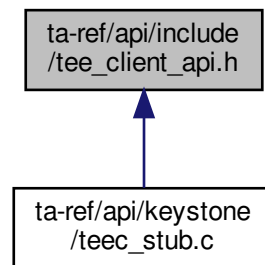 ta-ref/api/include
/tee_client_api.h
ta-ref/api/keystone
/teec_stub.c